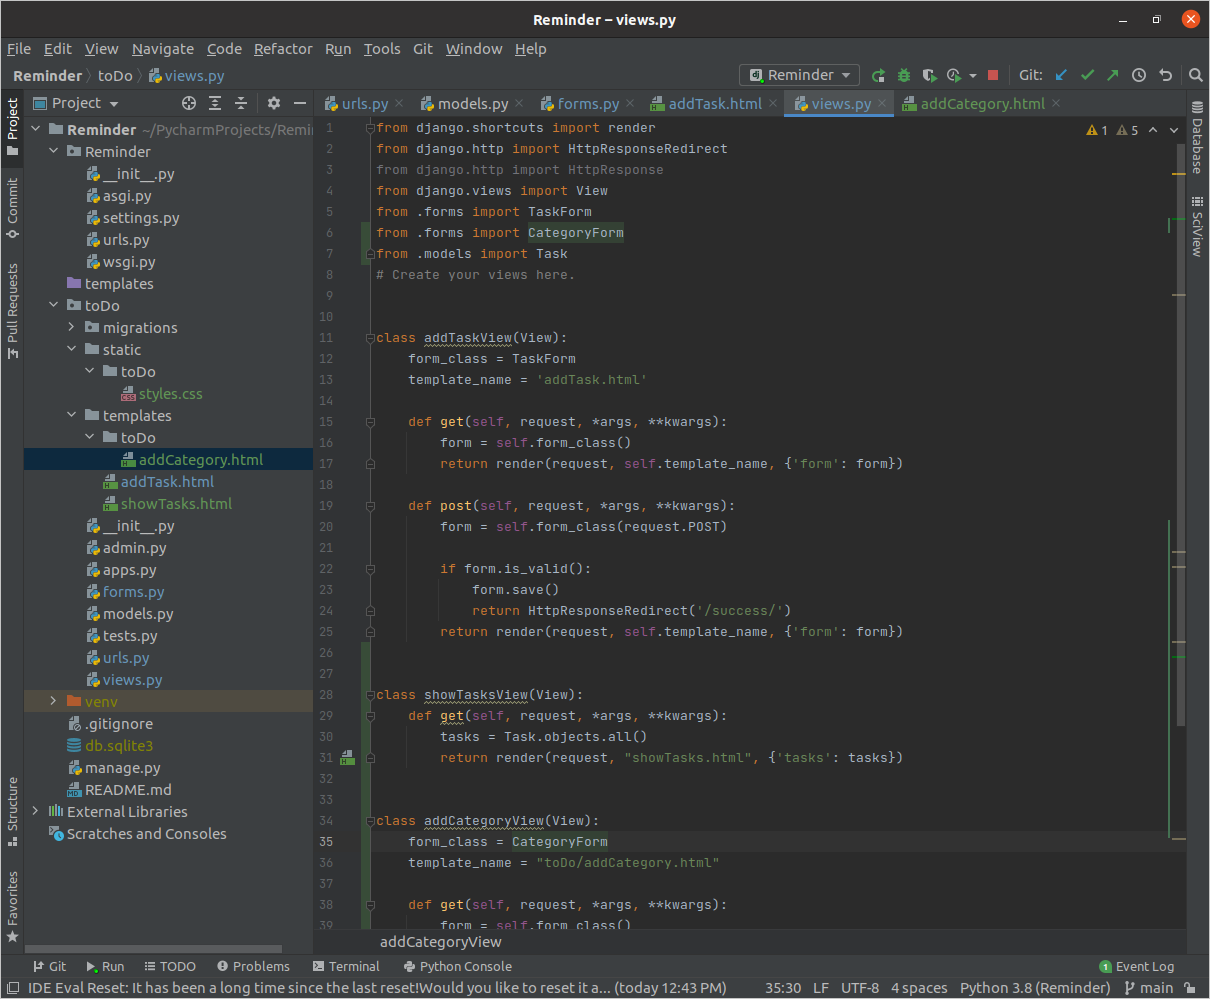 Reminder – views.py
File Edit View Navigate Code Refactor Run Tools Git Window Help
Reminder toDo views.py Reminder Git:
Project
urls.py models.py forms.py addTask.html views.py addCategory.html
Project
Commit
Pull Requests
Structure
Favorites
Reminder ~/PycharmProjects/Remi
Reminder
__init__.py
asgi.py
settings.py
urls.py
wsgi.py
templates
toDo
migrations
static
toDo
styles.css
templates
toDo
addCategory.html
addTask.html
showTasks.html
__init__.py
admin.py
apps.py
forms.py
models.py
tests.py
urls.py
views.py
venv
.gitignore
db.sqlite3
manage.py
README.md
External Libraries
Scratches and Consoles
1 from django.shortcuts import render
2 from django.http import HttpResponseRedirect
3 from django.http import HttpResponse
4 from django.views import View
5 from .forms import TaskForm
6 from .forms import CategoryForm
7 from .models import Task
8 # Create your views here.
9
10
11 class addTaskView(View):
12 form_class = TaskForm
13 template_name = 'addTask.html'
14
15 def get(self, request, *args, **kwargs):
16 form = self.form_class()
17 return render(request, self.template_name, {'form': form})
18
19 def post(self, request, *args, **kwargs):
20 form = self.form_class(request.POST)
21
22 if form.is_valid():
23 form.save()
24 return HttpResponseRedirect('/success/')
25 return render(request, self.template_name, {'form': form})
26
27
28 class showTasksView(View):
29 def get(self, request, *args, **kwargs):
30 tasks = Task.objects.all()
31 return render(request, "showTasks.html", {'tasks': tasks})
32
33
34 class addCategoryView(View):
35 form_class = CategoryForm
36 template_name = "toDo/addCategory.html"
37
38 def get(self, request, *args, **kwargs):
39 form = self.form_class()
1 5
Database
SciView
addCategoryView
Git Run TODO Problems Terminal Python Console 1 Event Log
IDE Eval Reset: It has been a long time since the last reset!Would you like to reset it a... (today 12:43 PM) 35:30 LF UTF-8 4 spaces Python 3.8 (Reminder) main